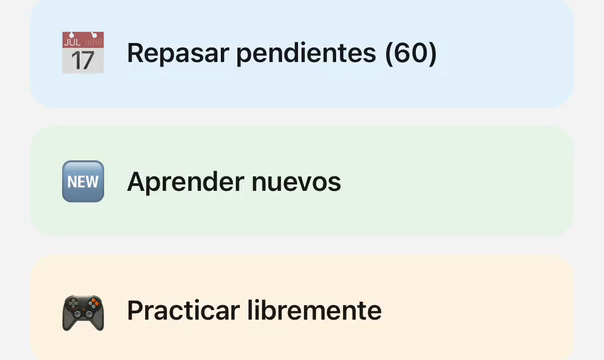 JUL
17
Repasar pendientes (60)
NEW
Aprender nuevos
Practicar libremente